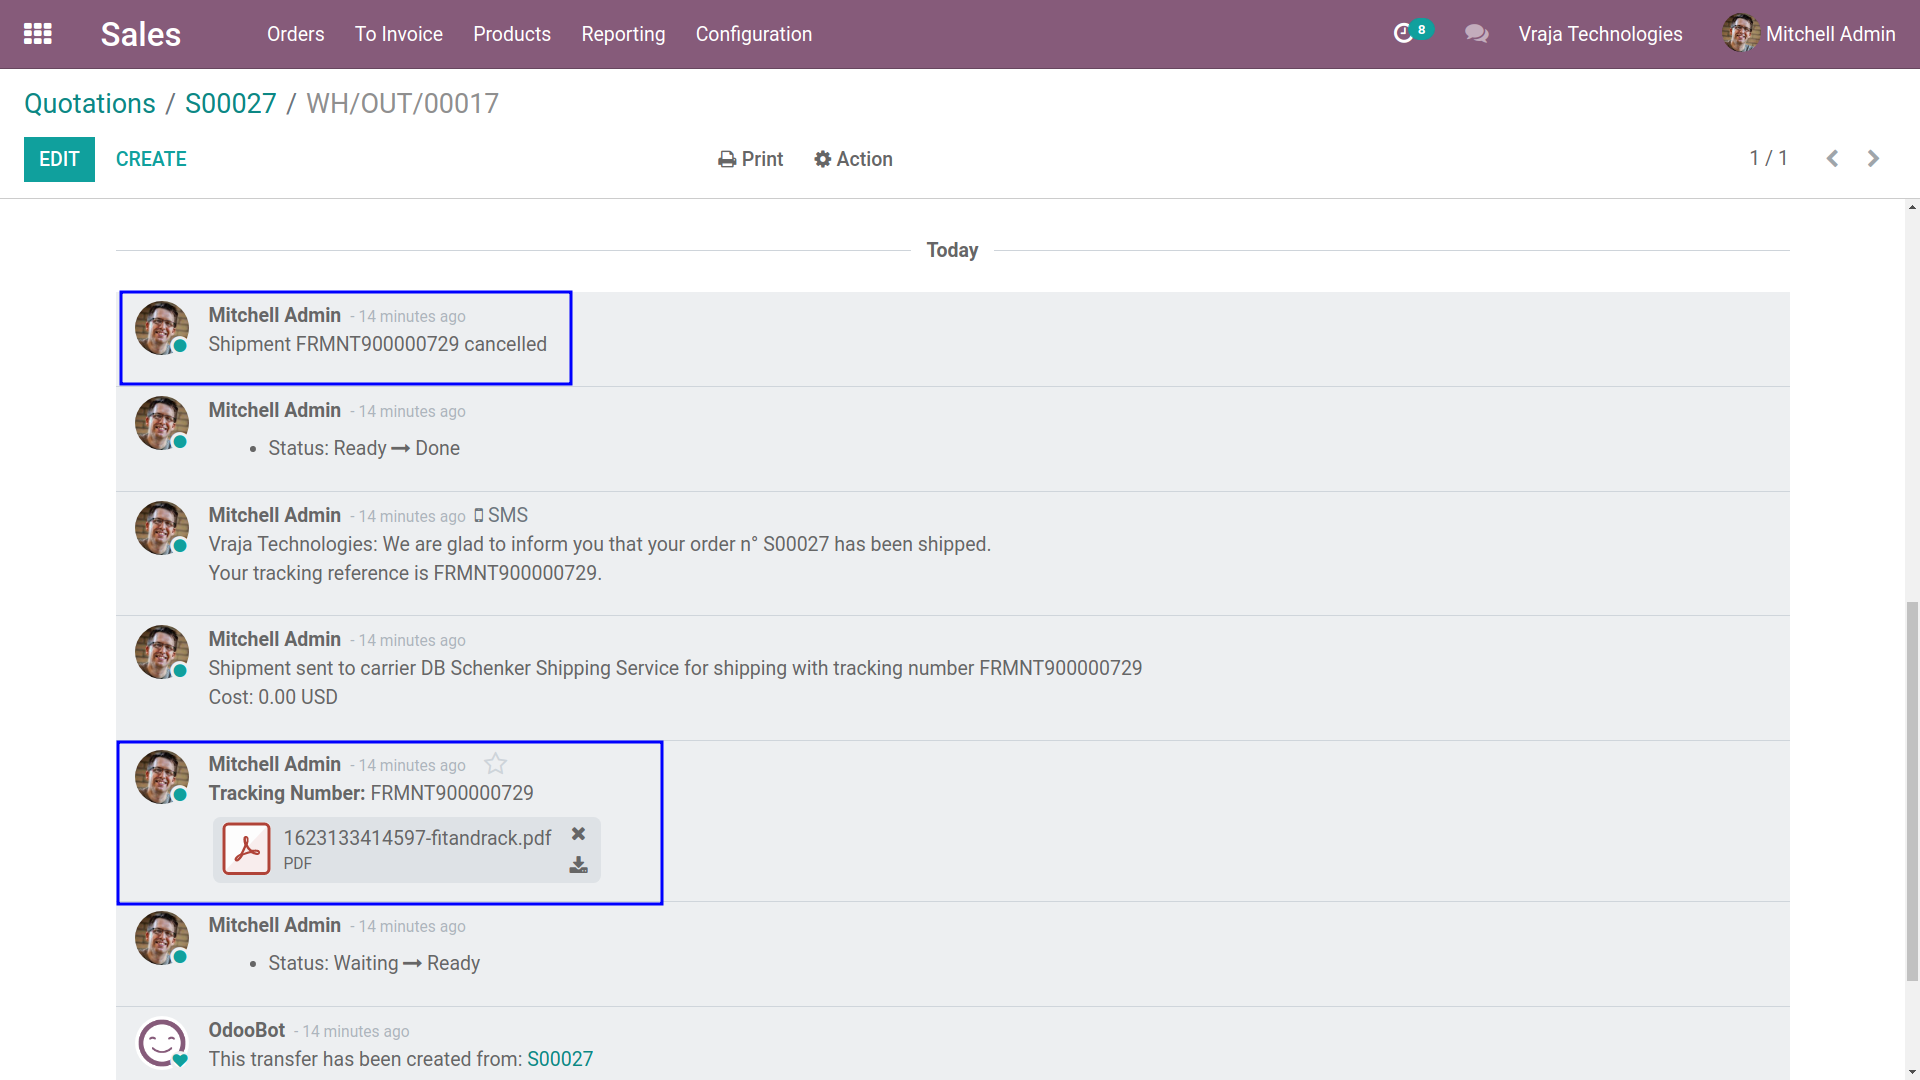 Sales
Orders
To Invoice
Products
Reporting
Configuration
8
Vraja Technologies
Mitchell Admin
Quotations / S00027 / WH/OUT/00017
EDIT
CREATE
Print
Action
1 / 1
Today
Mitchell Admin - 14 minutes ago
Shipment FRMNT900000729 cancelled
Mitchell Admin - 14 minutes ago
• Status: Ready → Done
Mitchell Admin - 14 minutes ago SMS
Vraja Technologies: We are glad to inform you that your order n° S00027 has been shipped.
Your tracking reference is FRMNT900000729.
Mitchell Admin - 14 minutes ago
Shipment sent to carrier DB Schenker Shipping Service for shipping with tracking number FRMNT900000729
Cost: 0.00 USD
Mitchell Admin - 14 minutes ago
Tracking Number: FRMNT900000729
1623133414597-fitandrack.pdf
PDF
Mitchell Admin - 14 minutes ago
• Status: Waiting → Ready
OdooBot - 14 minutes ago
This transfer has been created from: S00027